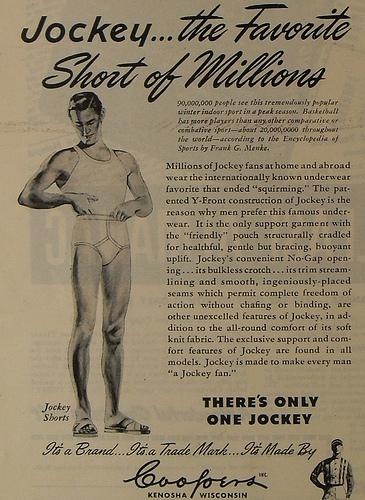 Jockey...the Favorite
Short of Millions
90,000,000 people see this tremendously popular
winter indoor sport in a peak season. Basketball
has more players than any other comparative or
combative sport—about 20,000,0000 throughout
the world—according to the Encyclopedia of
Sports by Frank G. Menke.
Millions of Jockey fans at home and abroad
wear the internationally known underwear
favorite that ended "squirming." The pat-
ented Y-Front construction of Jockey is the
reason why men prefer this famous under-
wear. It is the only support garment with
the "friendly" pouch structurally cradled
for healthful, gentle but bracing, buoyant
uplift. Jockey's convenient No-Gap open-
ing...its bulkless crotch...its trim stream-
lining and smooth, ingeniously-placed
seams which permit complete freedom of
action without chafing or binding, are
other unexcelled features of Jockey, in ad-
dition to the all-round comfort of its soft
knit fabric. The exclusive support and com-
fort features of Jockey are found in all
models. Jockey is made to make every man
"a Jockey fan."
Jockey
Shorts
THERE'S ONLY
ONE JOCKEY
It's a Brand...It's a Trade Mark...It's Made By
Coopers INC.
KENOSHA WISCONSIN